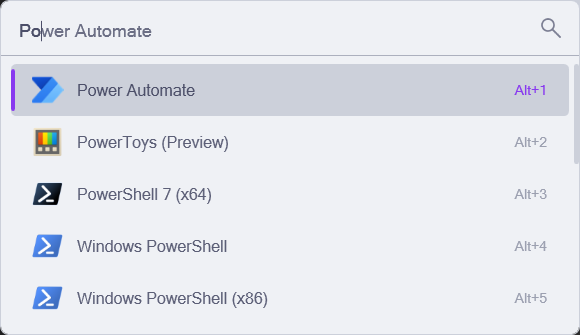 Power Automate
Power Automate Alt+1
PowerToys (Preview) Alt+2
PowerShell 7 (x64) Alt+3
Windows PowerShell Alt+4
Windows PowerShell (x86) Alt+5